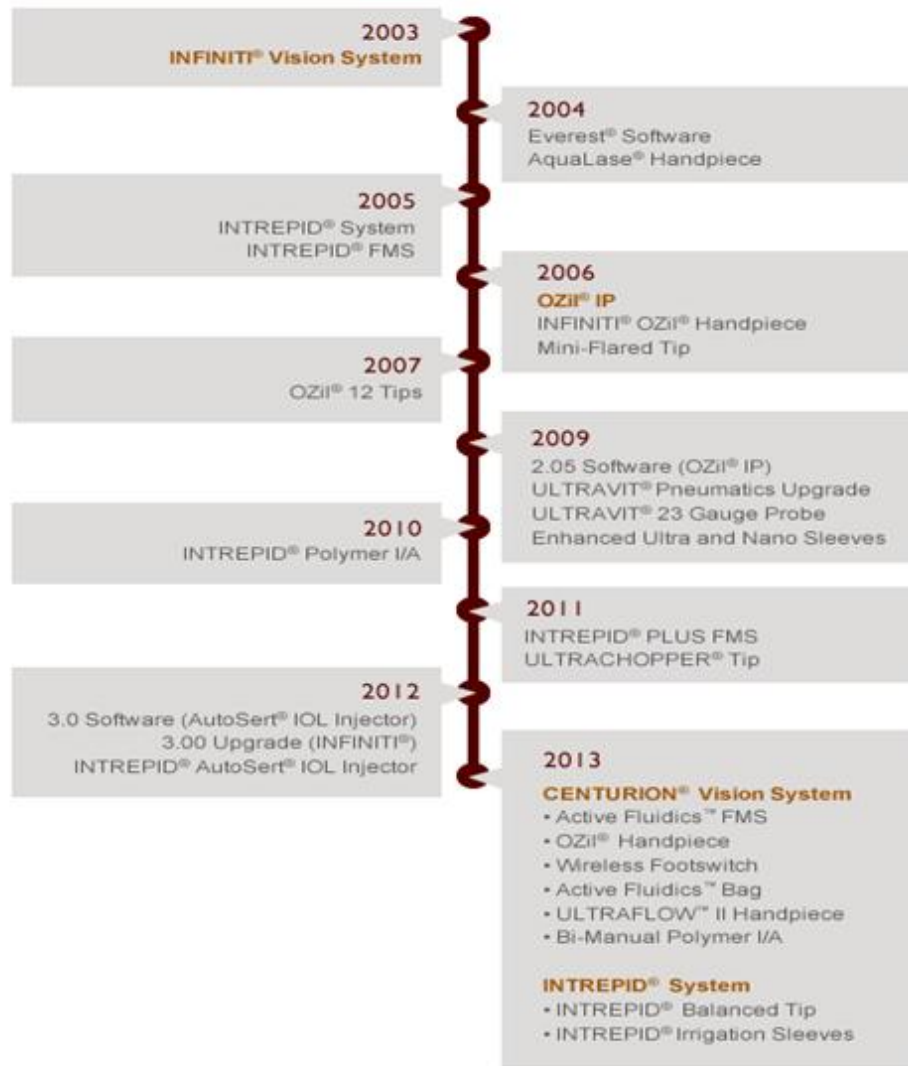 2003
INFINITI® Vision System
2004
Everest® Software
AquaLase® Handpiece
2005
INTREPID® System
INTREPID® FMS
2006
OZil® IP
INFINITI® OZil® Handpiece
Mini-Flared Tip
2007
OZil® 12 Tips
2009
2.05 Software (OZil® IP)
ULTRAVIT® Pneumatics Upgrade
ULTRAVIT® 23 Gauge Probe
Enhanced Ultra and Nano Sleeves
2010
INTREPID® Polymer I/A
2011
INTREPID® PLUS FMS
ULTRACHOPPER® Tip
2012
3.0 Software (AutoSert® IOL Injector)
3.00 Upgrade (INFINITI®)
INTREPID® AutoSert® IOL Injector
2013
CENTURION® Vision System
• Active Fluidics™ FMS
• OZil® Handpiece
• Wireless Footswitch
• Active Fluidics™ Bag
• ULTRAFLOW™ II Handpiece
• Bi-Manual Polymer I/A
INTREPID® System
• INTREPID® Balanced Tip
• INTREPID® Irrigation Sleeves